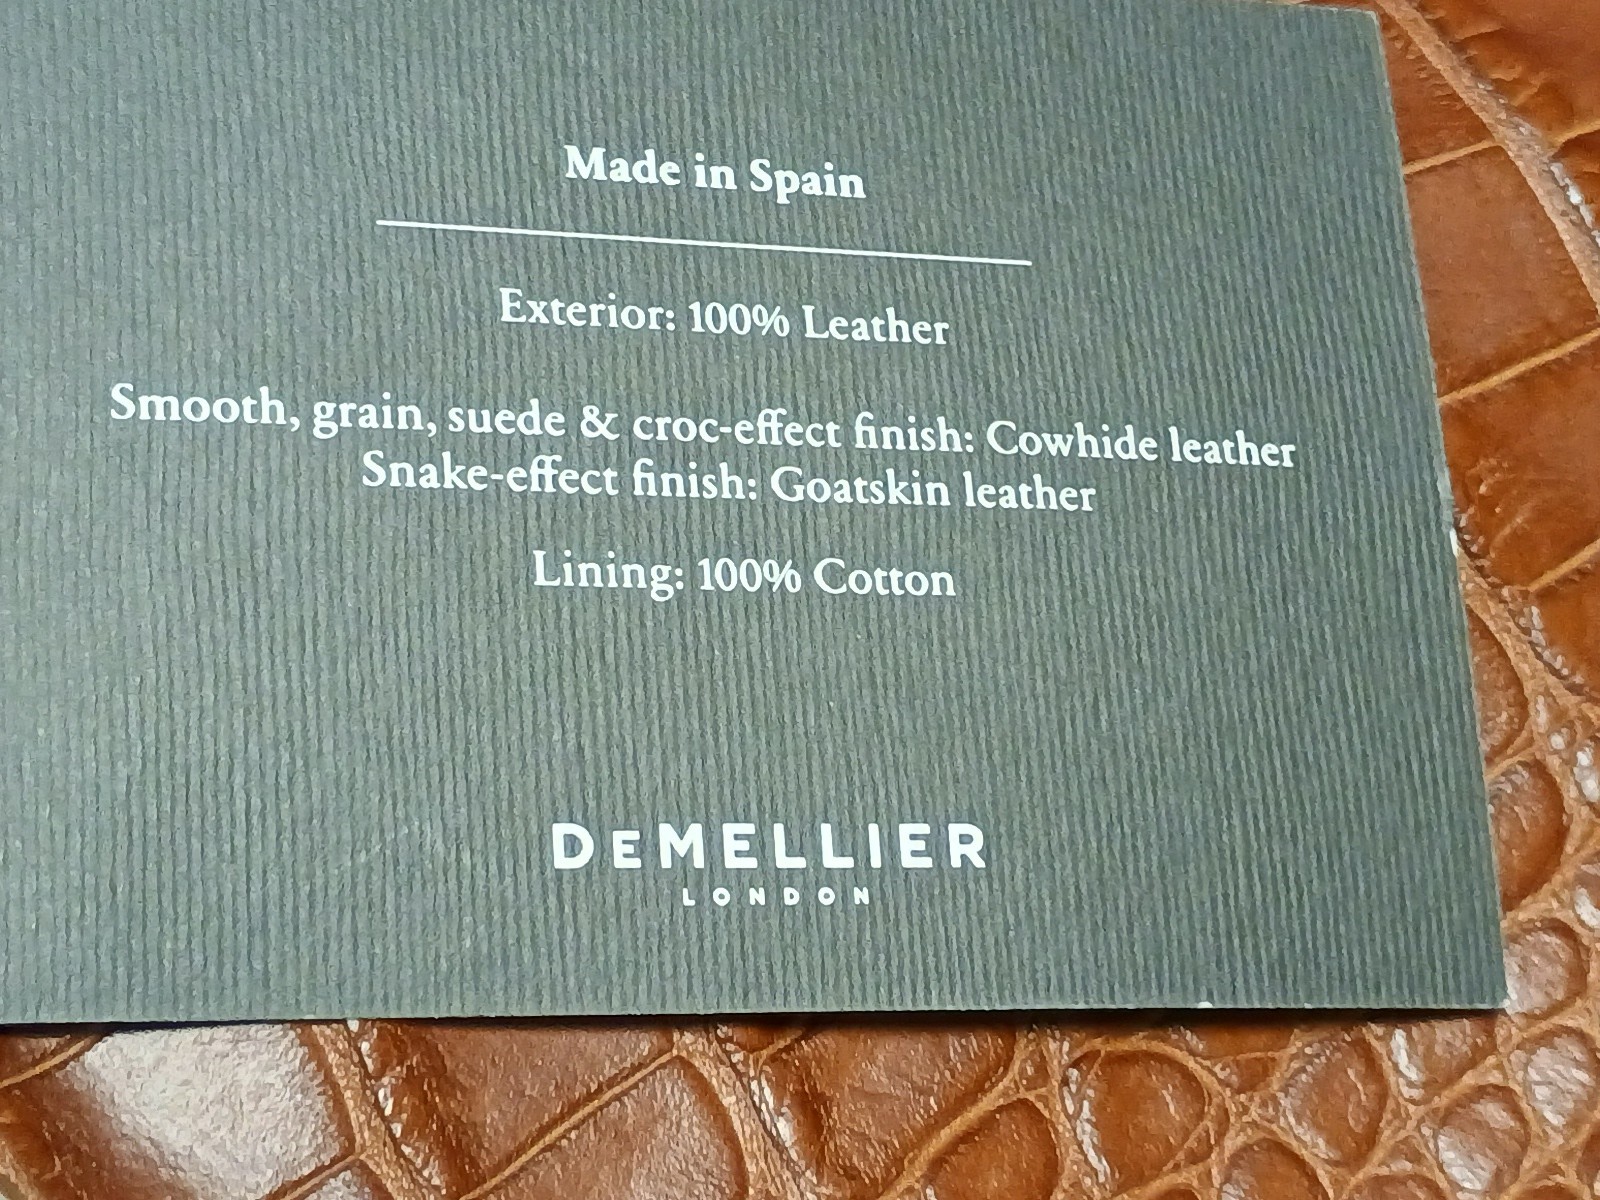 Made in Spain
Exterior: 100% Leather
Smooth, grain, suede & croc-effect finish: Cowhide leather
Snake-effect finish: Goatskin leather
Lining: 100% Cotton
DEMELLIER
LONDON